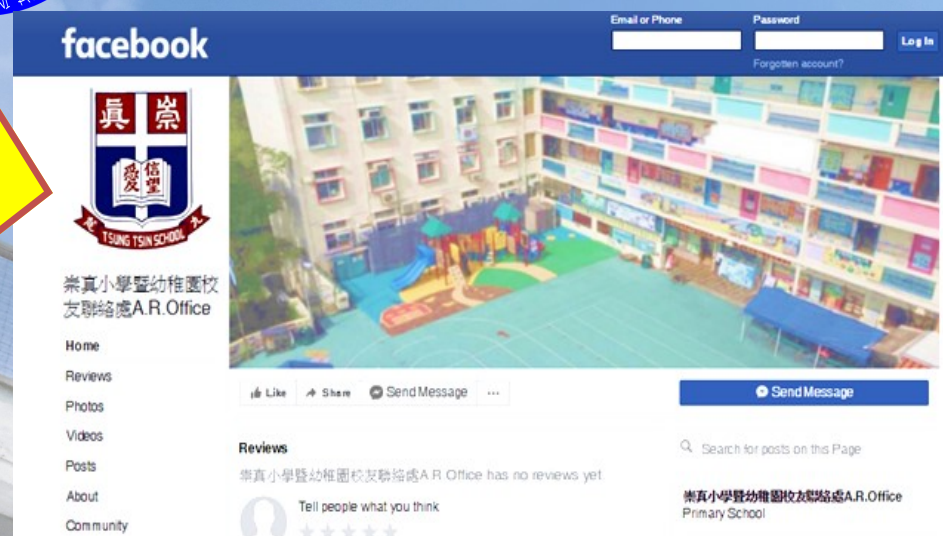 facebook
Email or Phone
Password
Log In
Forgotten account?
眞 崇
愛 信望
TSUNG TSIN SCHOOL
崇真小學暨幼稚園校
友聯絡處A.R.Office
Home
Reviews
Photos
Videos
Posts
About
Community
Like
Share
Send Message
...
Send Message
Reviews
崇真小學暨幼稚園校友聯絡處A.R.Office has no reviews yet
Tell people what you think
Search for posts on this Page
崇真小學暨幼稚園校友聯絡處A.R.Office
Primary School